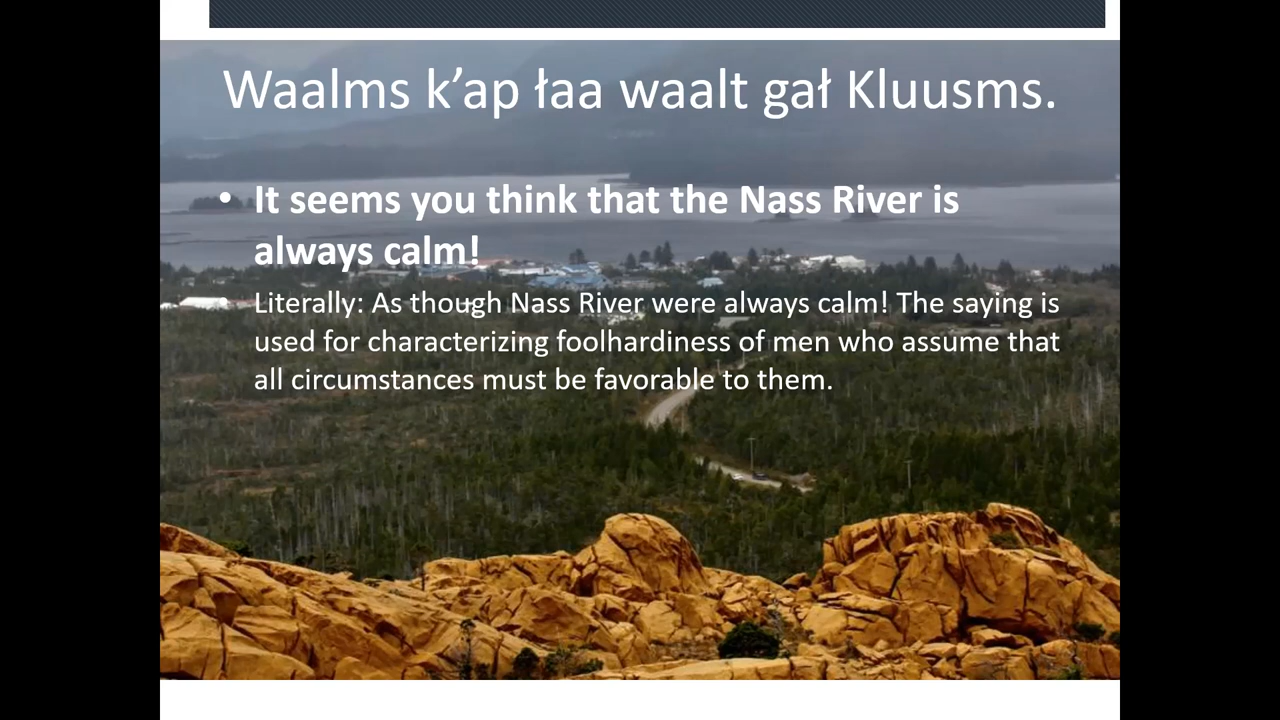 Waalms k’ap łaa waalt gał Kluusms.
• It seems you think that the Nass River is
always calm!
Literally: As though Nass River were always calm! The saying is
used for characterizing foolhardiness of men who assume that
all circumstances must be favorable to them.